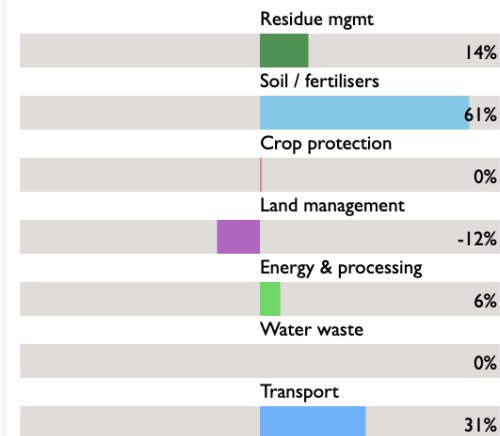 Residue mgmt
14%
Soil / fertilisers
61%
Crop protection
0%
Land management
-12%
Energy & processing
6%
Water waste
0%
Transport
31%